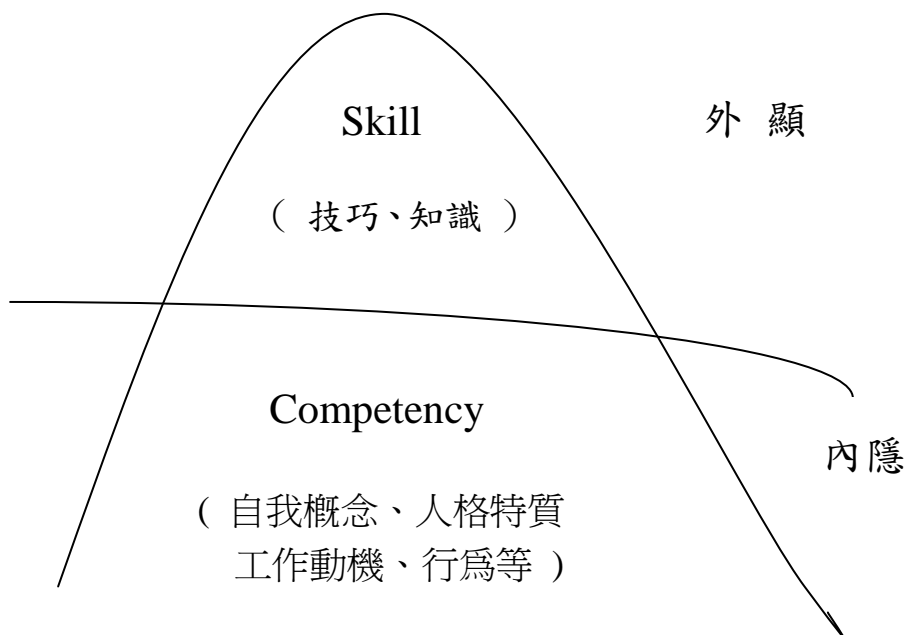 Skill
外 顯
( 技巧、知識 )
Competency
內隱
( 自我概念、人格特質
工作動機、行為等 )